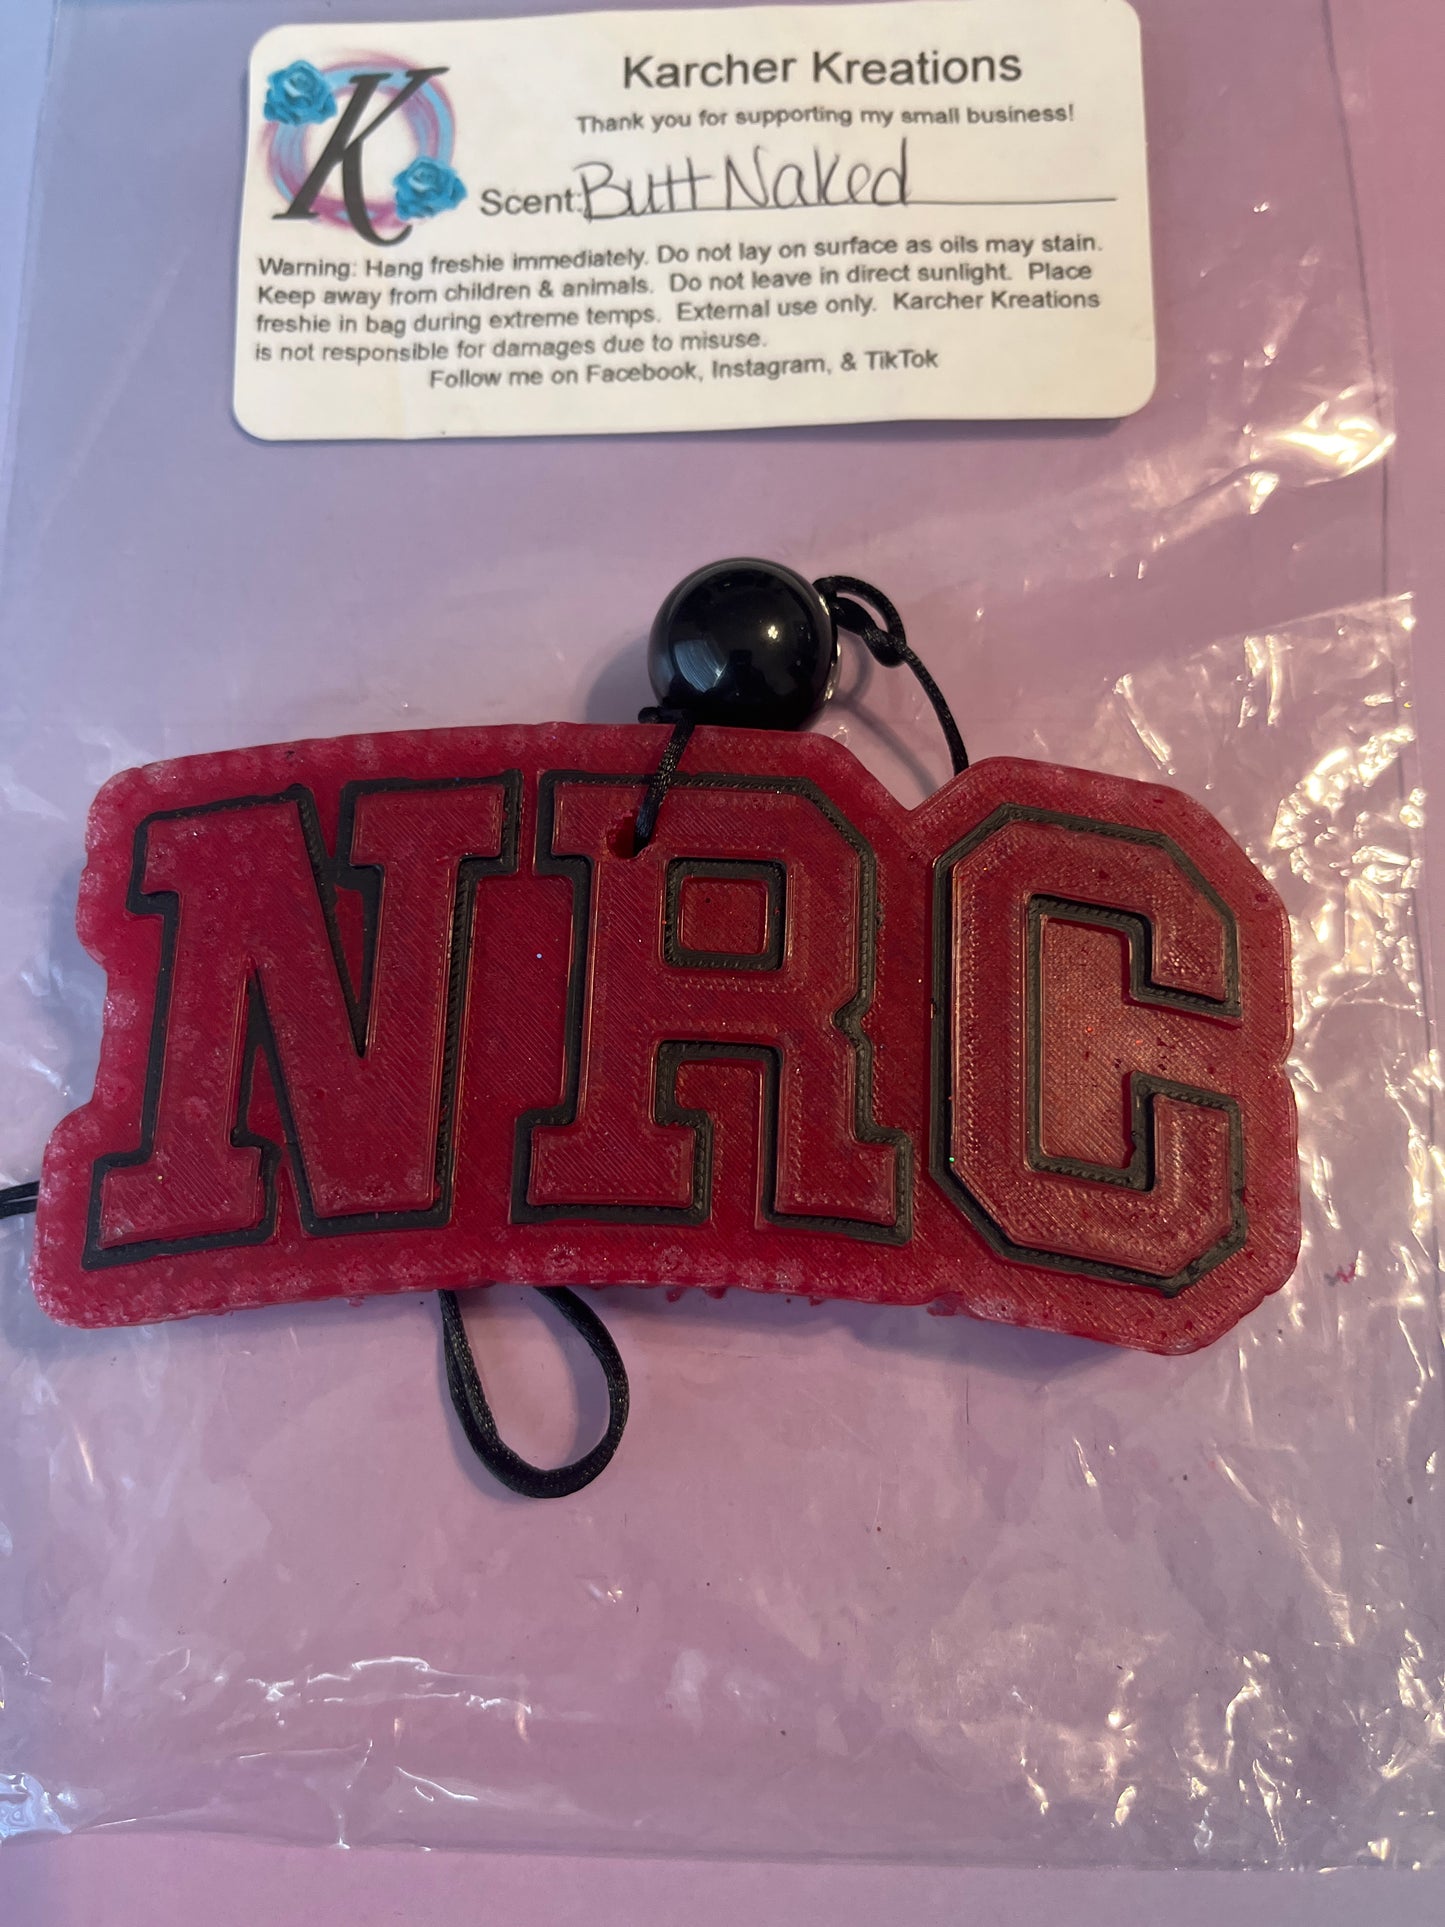 K
Karcher Kreations
Thank you for supporting my small business!
Scent: Butt Naked
Warning: Hang freshie immediately. Do not lay on surface as oils may stain.
Keep away from children & animals. Do not leave in direct sunlight. Place
freshie in bag during extreme temps. External use only. Karcher Kreations
is not responsible for damages due to misuse.
Follow me on Facebook, Instagram, & TikTok
NRC